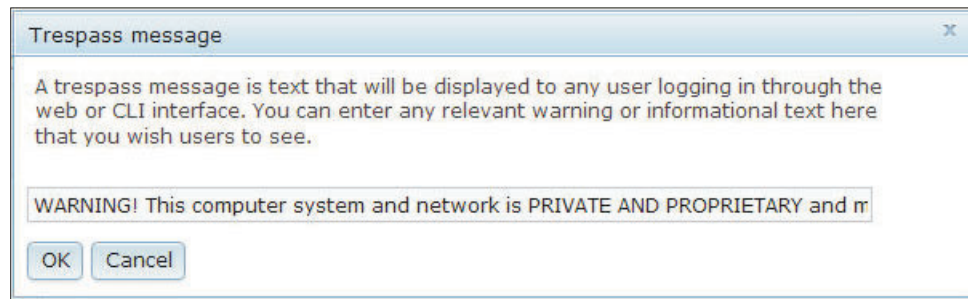 Trespass message
A trespass message is text that will be displayed to any user logging in through the
web or CLI interface. You can enter any relevant warning or informational text here
that you wish users to see.
WARNING! This computer system and network is PRIVATE AND PROPRIETARY and m
OK Cancel